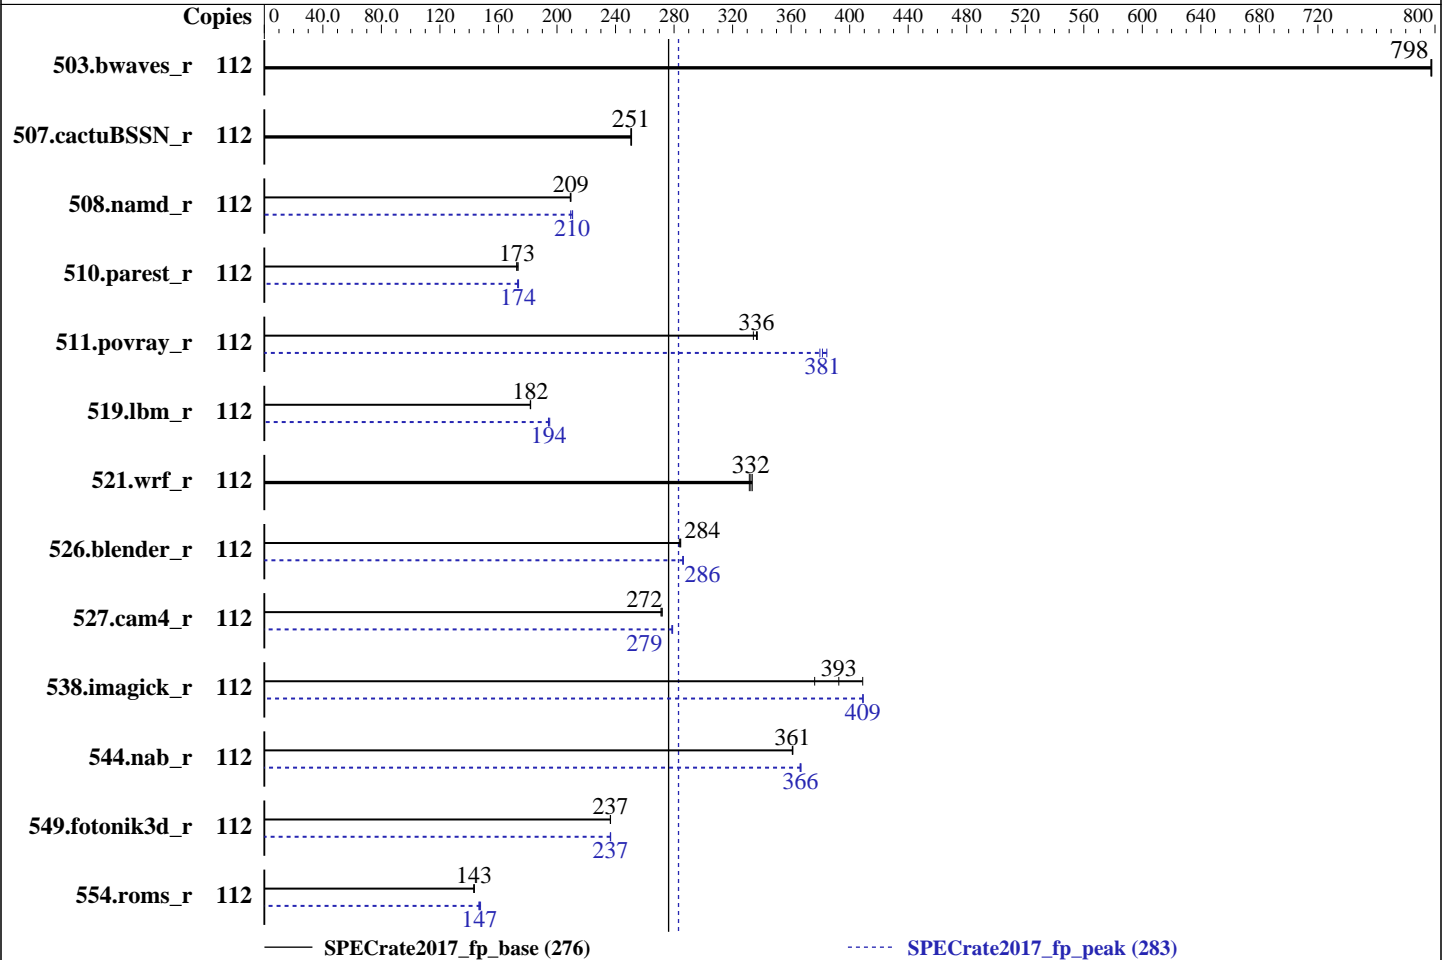 Copies 0 40.0 80.0 120 160 200 240 280 320 360 400 440 480 520 560 600 640 680 720 800
798
503.bwaves_r 112
251
507.cactuBSSN_r 112
209
508.namd_r 112
210
173
510.parest_r 112
174
336
511.povray_r 112
381
182
519.lbm_r 112
194
332
521.wrf_r 112
284
526.blender_r 112
286
272
527.cam4_r 112
279
393
538.imagick_r 112
409
361
544.nab_r 112
366
237
549.fotonik3d_r 112
237
143
554.roms_r 112
147
SPECrate2017_fp_base (276) SPECrate2017_fp_peak (283)